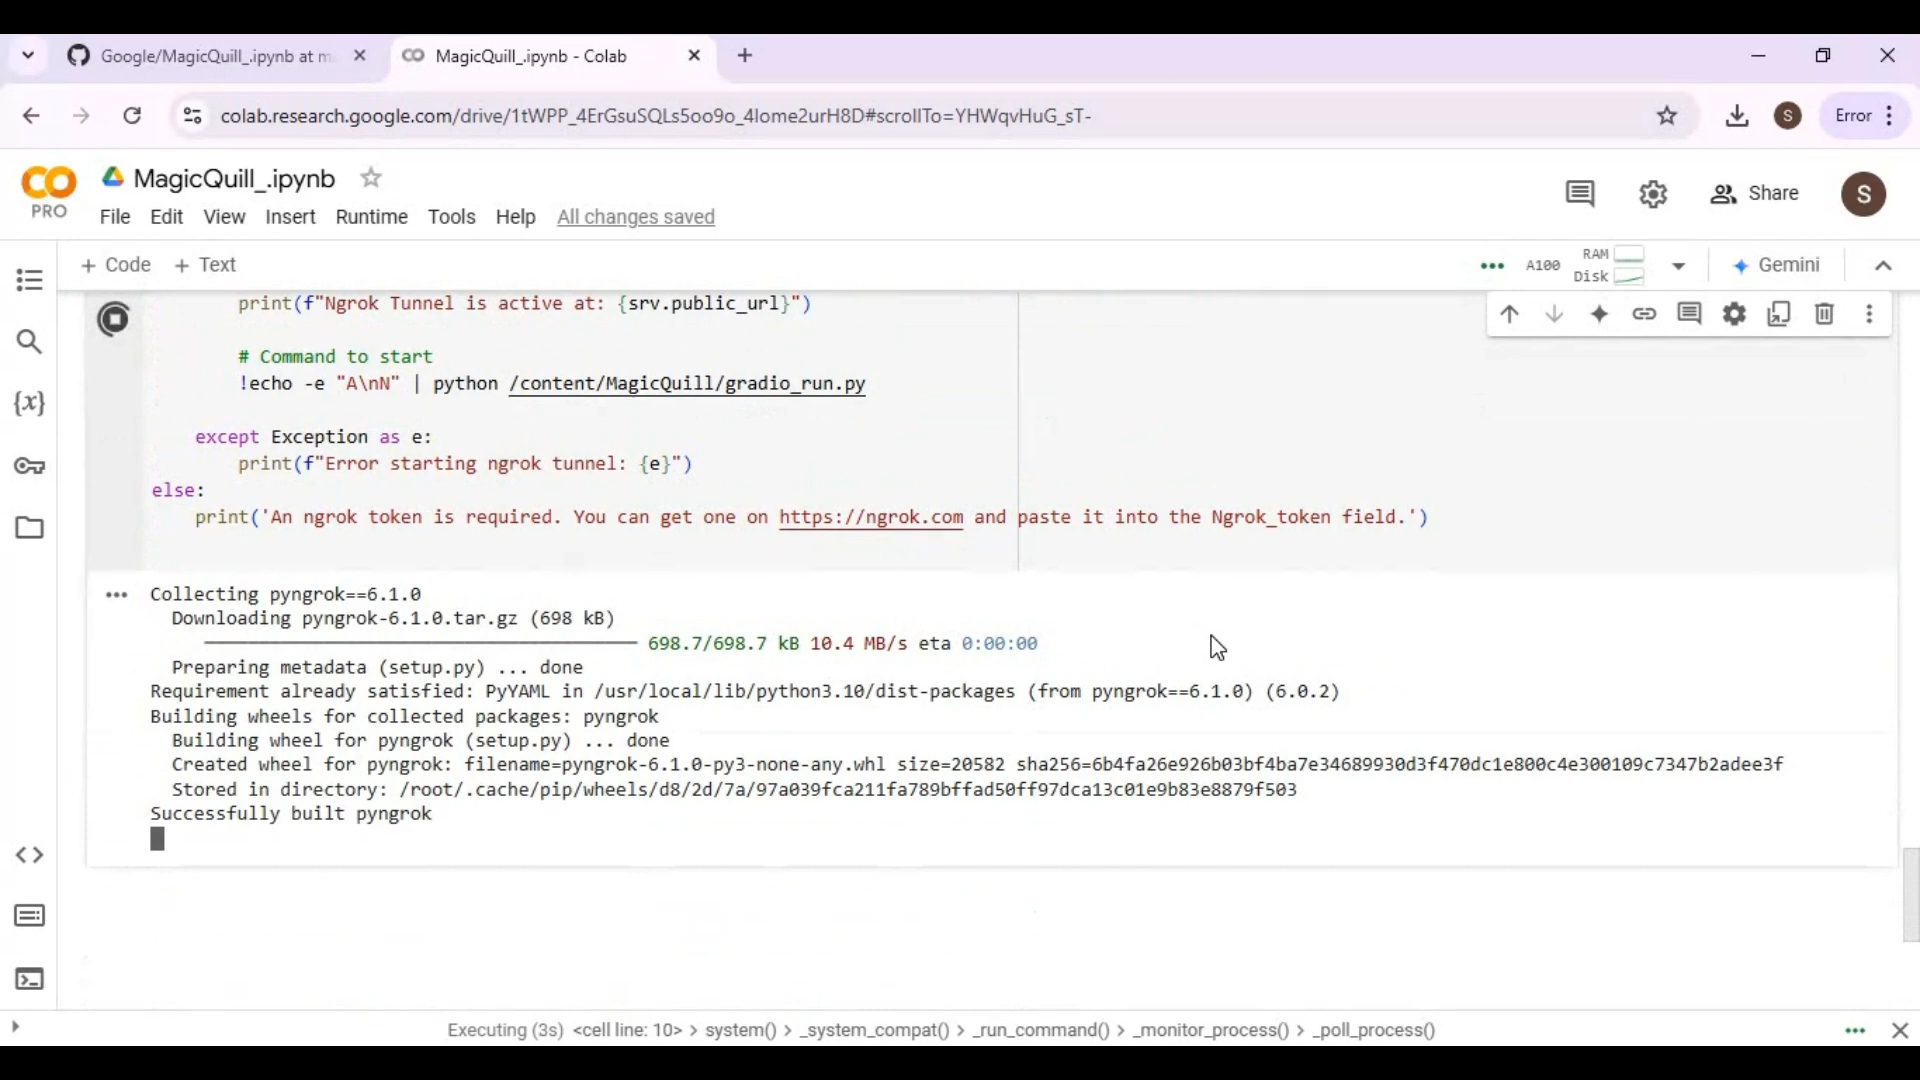 Google/MagicQuill_.ipynb at m
MagicQuill_.ipynb - Colab
colab.research.google.com/drive/1tWPP_4ErGsuSQLs5oo9o_4Iome2urH8D#scrollTo=YHWqvHuG_sT-
S
Error
CO
PRO
MagicQuill_.ipynb
File Edit View Insert Runtime Tools Help All changes saved
Share
S
+ Code + Text
A100
RAM
Disk
Gemini
print(f"Ngrok Tunnel is active at: {srv.public_url}")
# Command to start
!echo -e "A\nN" | python /content/MagicQuill/gradio_run.py
except Exception as e:
print(f"Error starting ngrok tunnel: {e}")
else:
print('An ngrok token is required. You can get one on https://ngrok.com and paste it into the Ngrok_token field.')
Collecting pyngrok==6.1.0
Downloading pyngrok-6.1.0.tar.gz (698 kB)
698.7/698.7 kB 10.4 MB/s eta 0:00:00
Preparing metadata (setup.py) ... done
Requirement already satisfied: PyYAML in /usr/local/lib/python3.10/dist-packages (from pyngrok==6.1.0) (6.0.2)
Building wheels for collected packages: pyngrok
Building wheel for pyngrok (setup.py) ... done
Created wheel for pyngrok: filename=pyngrok-6.1.0-py3-none-any.whl size=20582 sha256=6b4fa26e926b03bf4ba7e34689930d3f470dc1e800c4e300109c7347b2adee3f
Stored in directory: /root/.cache/pip/wheels/d8/2d/7a/97a039fca211fa789bffad50ff97dca13c01e9b83e8879f503
Successfully built pyngrok
Executing (3s) <cell line: 10> > system() > _system_compat() > _run_command() > _monitor_process() > _poll_process()